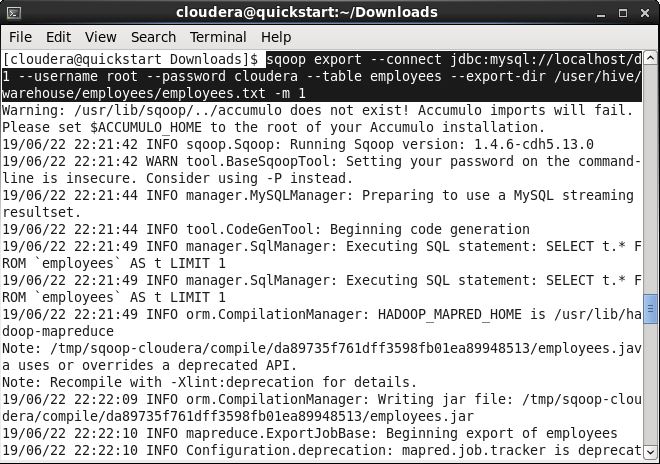 cloudera@quickstart:~/Downloads
File Edit View Search Terminal Help
[cloudera@quickstart Downloads]$ sqoop export --connect jdbc:mysql://localhost/d
1 --username root --password cloudera --table employees --export-dir /user/hive/
warehouse/employees/employees.txt -m 1
Warning: /usr/lib/sqoop/../accumulo does not exist! Accumulo imports will fail.
Please set $ACCUMULO_HOME to the root of your Accumulo installation.
19/06/22 22:21:42 INFO sqoop.Sqoop: Running Sqoop version: 1.4.6-cdh5.13.0
19/06/22 22:21:42 WARN tool.BaseSqoopTool: Setting your password on the command-
line is insecure. Consider using -P instead.
19/06/22 22:21:44 INFO manager.MySQLManager: Preparing to use a MySQL streaming
resultset.
19/06/22 22:21:44 INFO tool.CodeGenTool: Beginning code generation
19/06/22 22:21:49 INFO manager.SqlManager: Executing SQL statement: SELECT t.* F
ROM `employees` AS t LIMIT 1
19/06/22 22:21:49 INFO manager.SqlManager: Executing SQL statement: SELECT t.* F
ROM `employees` AS t LIMIT 1
19/06/22 22:21:49 INFO orm.CompilationManager: HADOOP_MAPRED_HOME is /usr/lib/ha
doop-mapreduce
Note: /tmp/sqoop-cloudera/compile/da89735f761dff3598fb01ea89948513/employees.jav
a uses or overrides a deprecated API.
Note: Recompile with -Xlint:deprecation for details.
19/06/22 22:22:09 INFO orm.CompilationManager: Writing jar file: /tmp/sqoop-clou
dera/compile/da89735f761dff3598fb01ea89948513/employees.jar
19/06/22 22:22:10 INFO mapreduce.ExportJobBase: Beginning export of employees
19/06/22 22:22:10 INFO Configuration.deprecation: mapred.job.tracker is deprecat